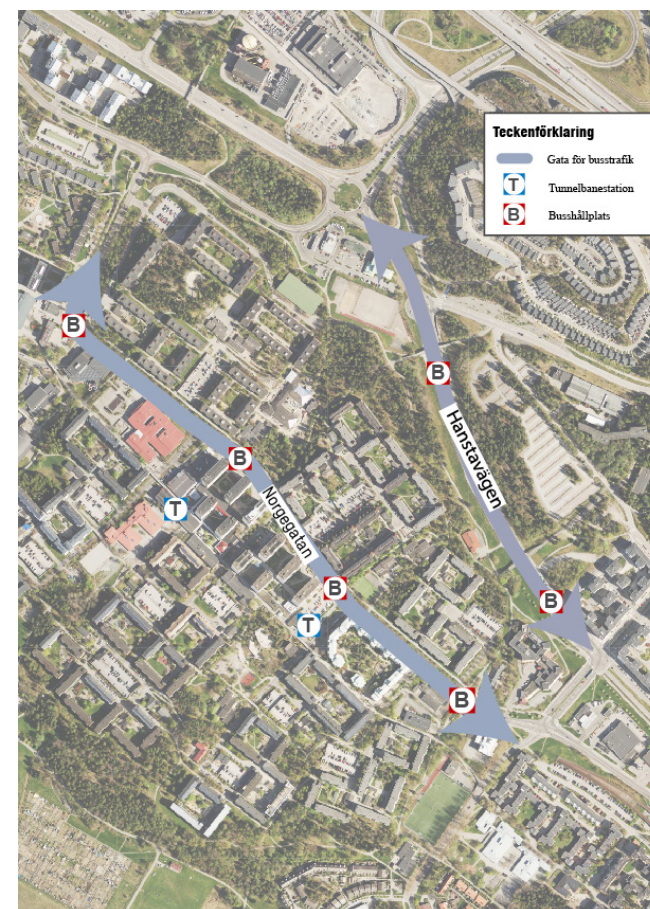 Teckenförklaring
Gata för busstrafik
T Tunnelbanestation
B Busshållplats
B
B
Hanstavägen
B
T
Norgegatan
B
B
T
B